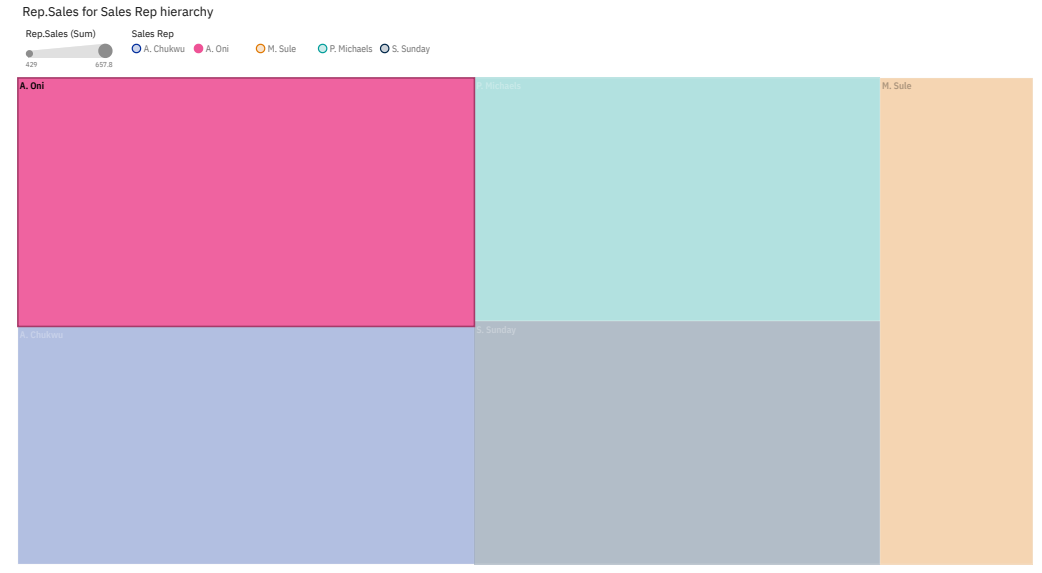 Rep.Sales for Sales Rep hierarchy
Rep.Sales (Sum)
429 657.8
Sales Rep
A. Chukwu A. Oni M. Sule P. Michaels S. Sunday
A. Oni
P. Michaels
M. Sule
A. Chukwu
S. Sunday